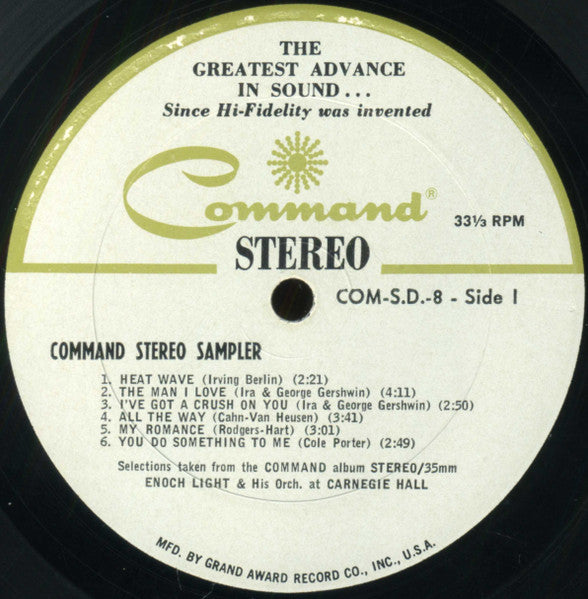 THE
GREATEST ADVANCE
IN SOUND...
Since Hi-Fidelity was invented
Command®
33⅓ RPM
STEREO
COM-S.D.-8 - Side 1
COMMAND STEREO SAMPLER
1. HEAT WAVE (Irving Berlin) (2:21)
2. THE MAN I LOVE (Ira & George Gershwin) (4:11)
3. I'VE GOT A CRUSH ON YOU (Ira & George Gershwin) (2:50)
4. ALL THE WAY (Cahn-Van Heusen) (3:41)
5. MY ROMANCE (Rodgers-Hart) (3:01)
6. YOU DO SOMETHING TO ME (Cole Porter) (2:49)
Selections taken from the COMMAND album STEREO/35mm
ENOCH LIGHT & His Orch. at CARNEGIE HALL
MFD. BY GRAND AWARD RECORD CO., INC., U.S.A.